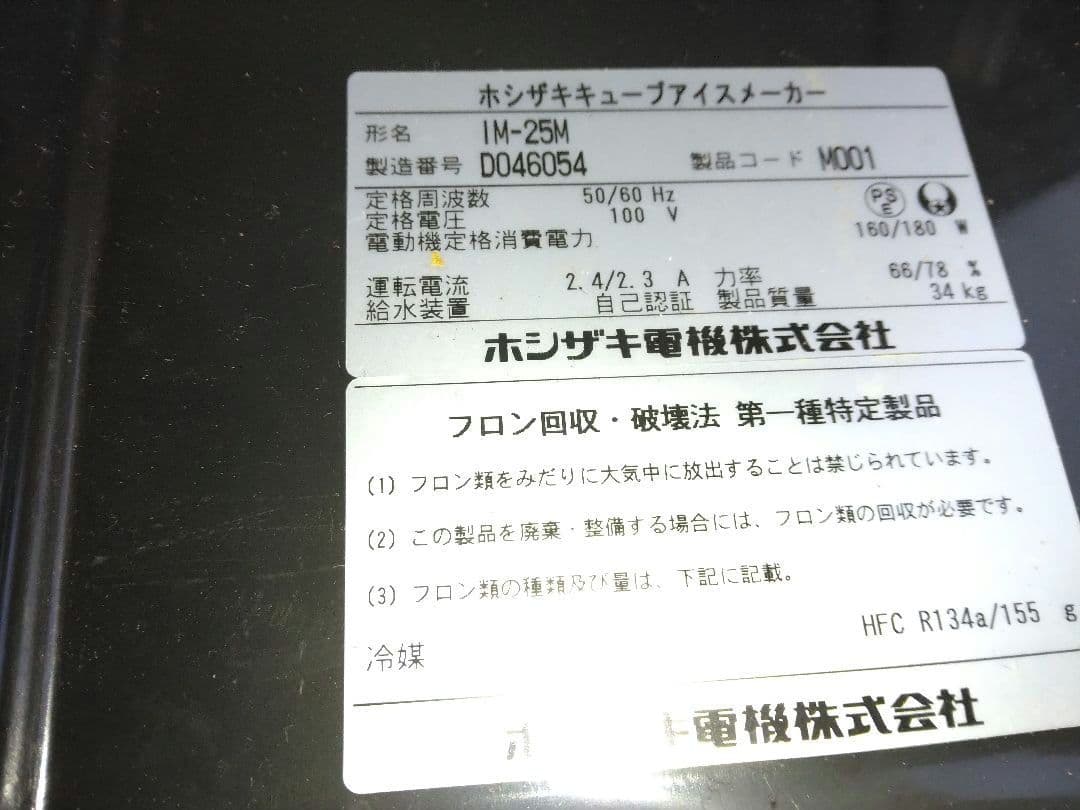 ホシザキキューブアイスメーカー
形名 IM-25M
製造番号 D046054 製品コード M001
定格周波数 50/60 Hz
定格電圧 100 V
PS E
電動機定格消費電力 160/180 W
運転電流 2.4/2.3 A 力率 66/78 %
給水装置 自己認証 製品質量 34 kg
ホシザキ電機株式会社
フロン回収・破壊法 第一種特定製品
(1) フロン類をみだりに大気中に放出することは禁じられています。
(2) この製品を廃棄・整備する場合には、フロン類の回収が必要です。
(3) フロン類の種類及び量は、下記に記載。
冷媒 HFC R134a/155 g
電機株式会社